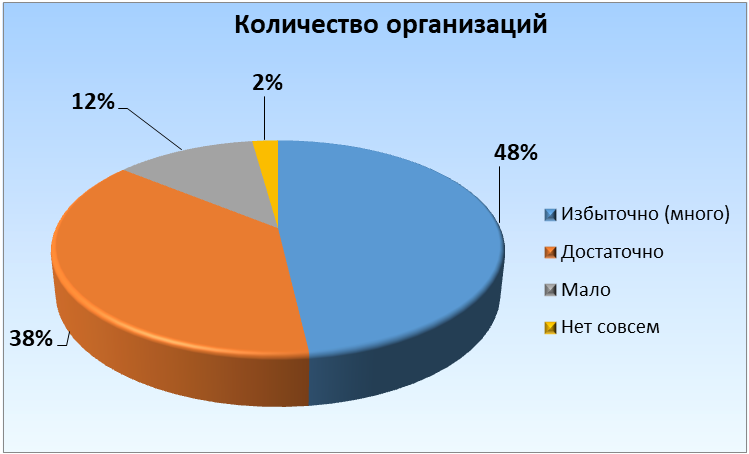 Количество организаций
2%
12%
48%
38%
Избыточно (много)
Достаточно
Мало
Нет совсем